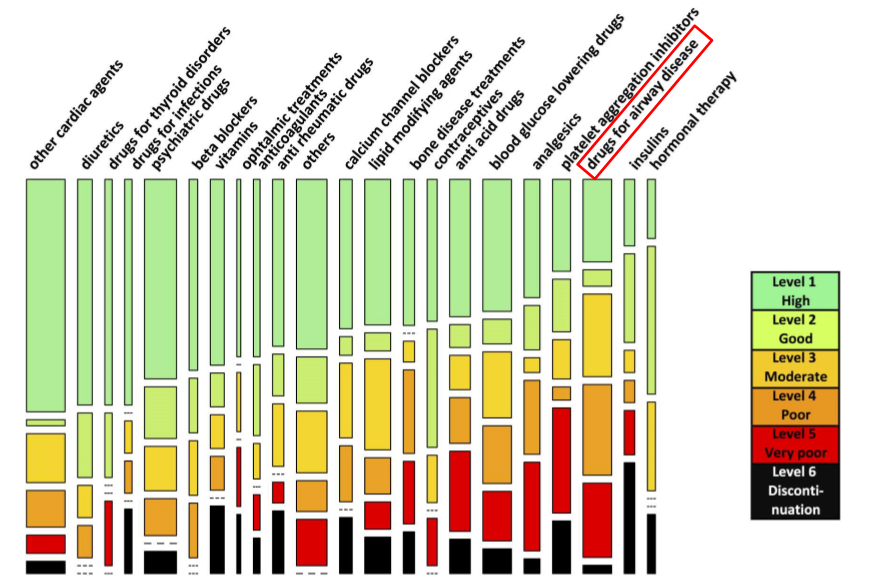 other cardiac agents
diuretics
drugs for thyroid disorders
drugs for infections
psychiatric drugs
beta blockers
vitamins
ophtalmic treatments
anticoagulants
anti rheumatic drugs
others
calcium channel blockers
lipid modifying agents
bone disease treatments
contraceptives
anti acid drugs
blood glucose lowering drugs
analgesics
platelet aggregation inhibitors
drugs for airway disease
insulins
hormonal therapy
Level 1
High
Level 2
Good
Level 3
Moderate
Level 4
Poor
Level 5
Very poor
Level 6
Disconti-
nuation